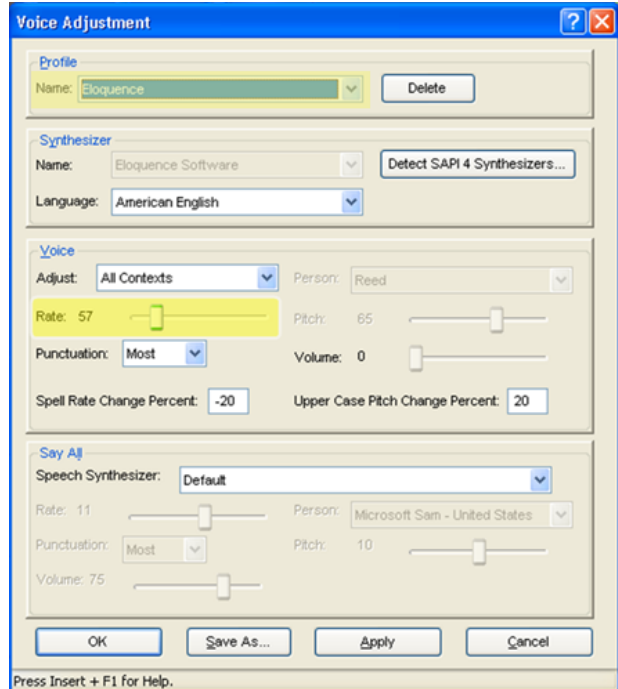 Voice Adjustment
Profile
Name: Eloquence Delete
Synthesizer
Name: Eloquence Software Detect SAPI 4 Synthesizers...
Language: American English
Voice
Adjust: All Contexts Person: Reed
Rate: 57 Pitch: 65
Punctuation: Most Volume: 0
Spell Rate Change Percent: -20 Upper Case Pitch Change Percent: 20
Say All
Speech Synthesizer: Default
Rate: 11 Person: Microsoft Sam - United States
Punctuation: Most Pitch: 10
Volume: 75
OK Save As... Apply Cancel
Press Insert + F1 for Help.